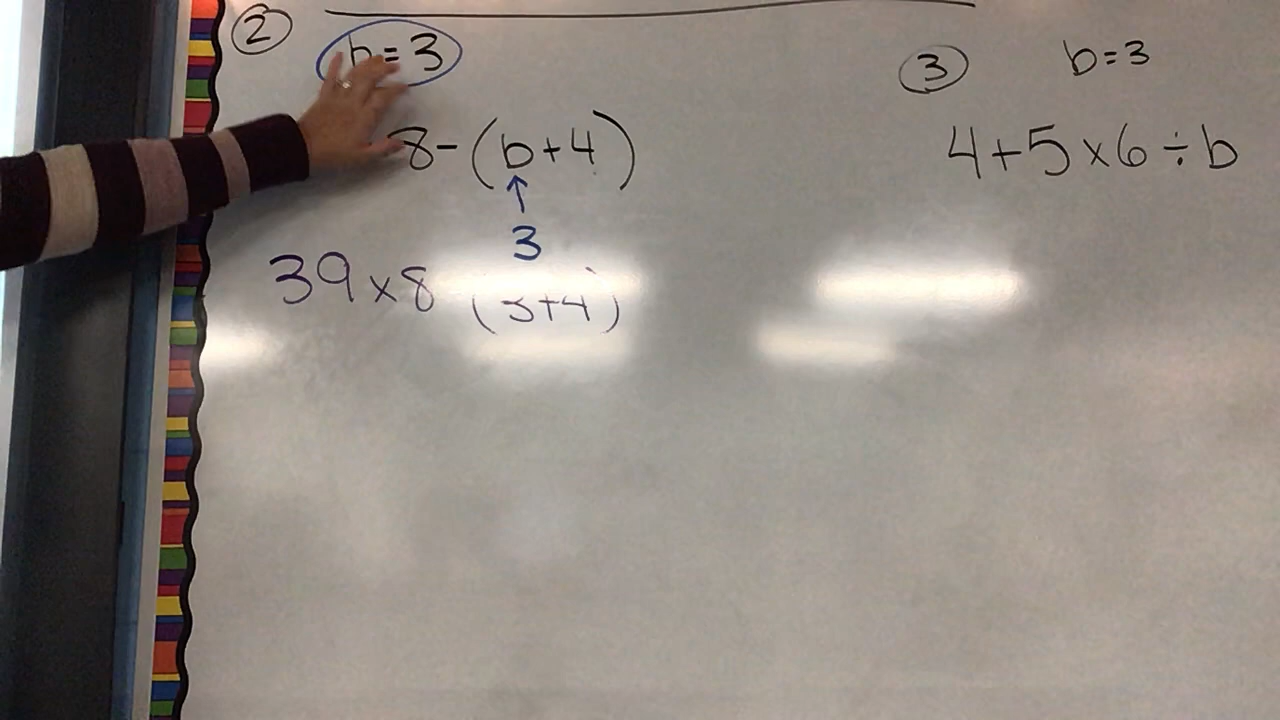 ② b=3
8-(b+4)
↑
3
39×8 (3+4)
③ b=3
4+5×6÷b